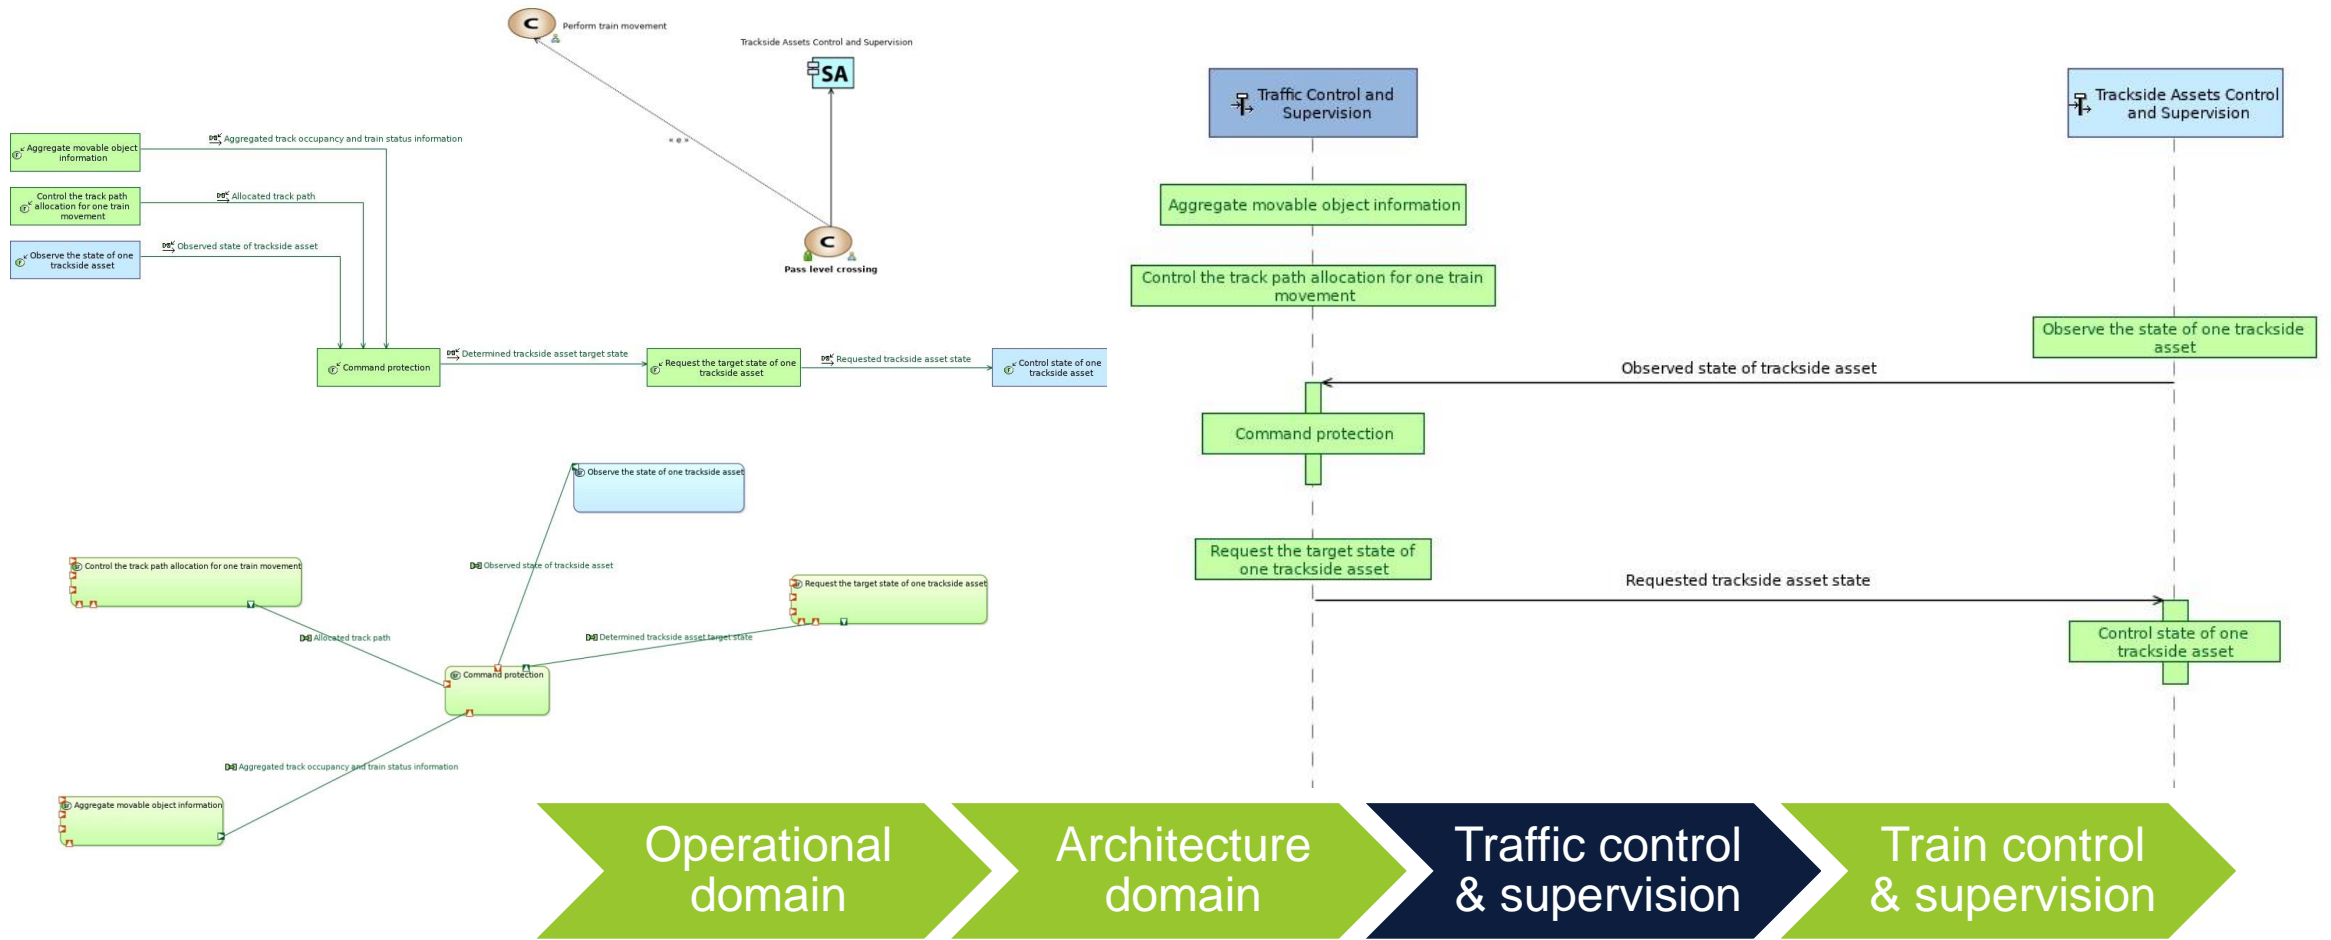 C
Perform train movement
Trackside Assets Control and Supervision
SA
« e »
C
Pass level crossing
Aggregated track occupancy and train status information
Aggregate movable object
information
Allocated track path
Control the track path
allocation for one train
movement
Observed state of trackside asset
Observe the state of one
trackside asset
Command protection
Determined trackside asset target state
Request the target state of one
trackside asset
Requested trackside asset state
Control state of one
trackside asset
Observe the state of one trackside asset
Observed state of trackside asset
Control the track path allocation for one train movement
Request the target state of one trackside asset
Allocated track path
Determined trackside asset target state
Command protection
Aggregated track occupancy and train status information
Aggregate movable object information
Traffic Control and
Supervision
Trackside Assets Control
and Supervision
Aggregate movable object information
Control the track path allocation for one train
movement
Observe the state of one trackside
asset
Observed state of trackside asset
Command protection
Request the target state of
one trackside asset
Requested trackside asset state
Control state of one
trackside asset
Operational
domain
Architecture
domain
Traffic control
& supervision
Train control
& supervision